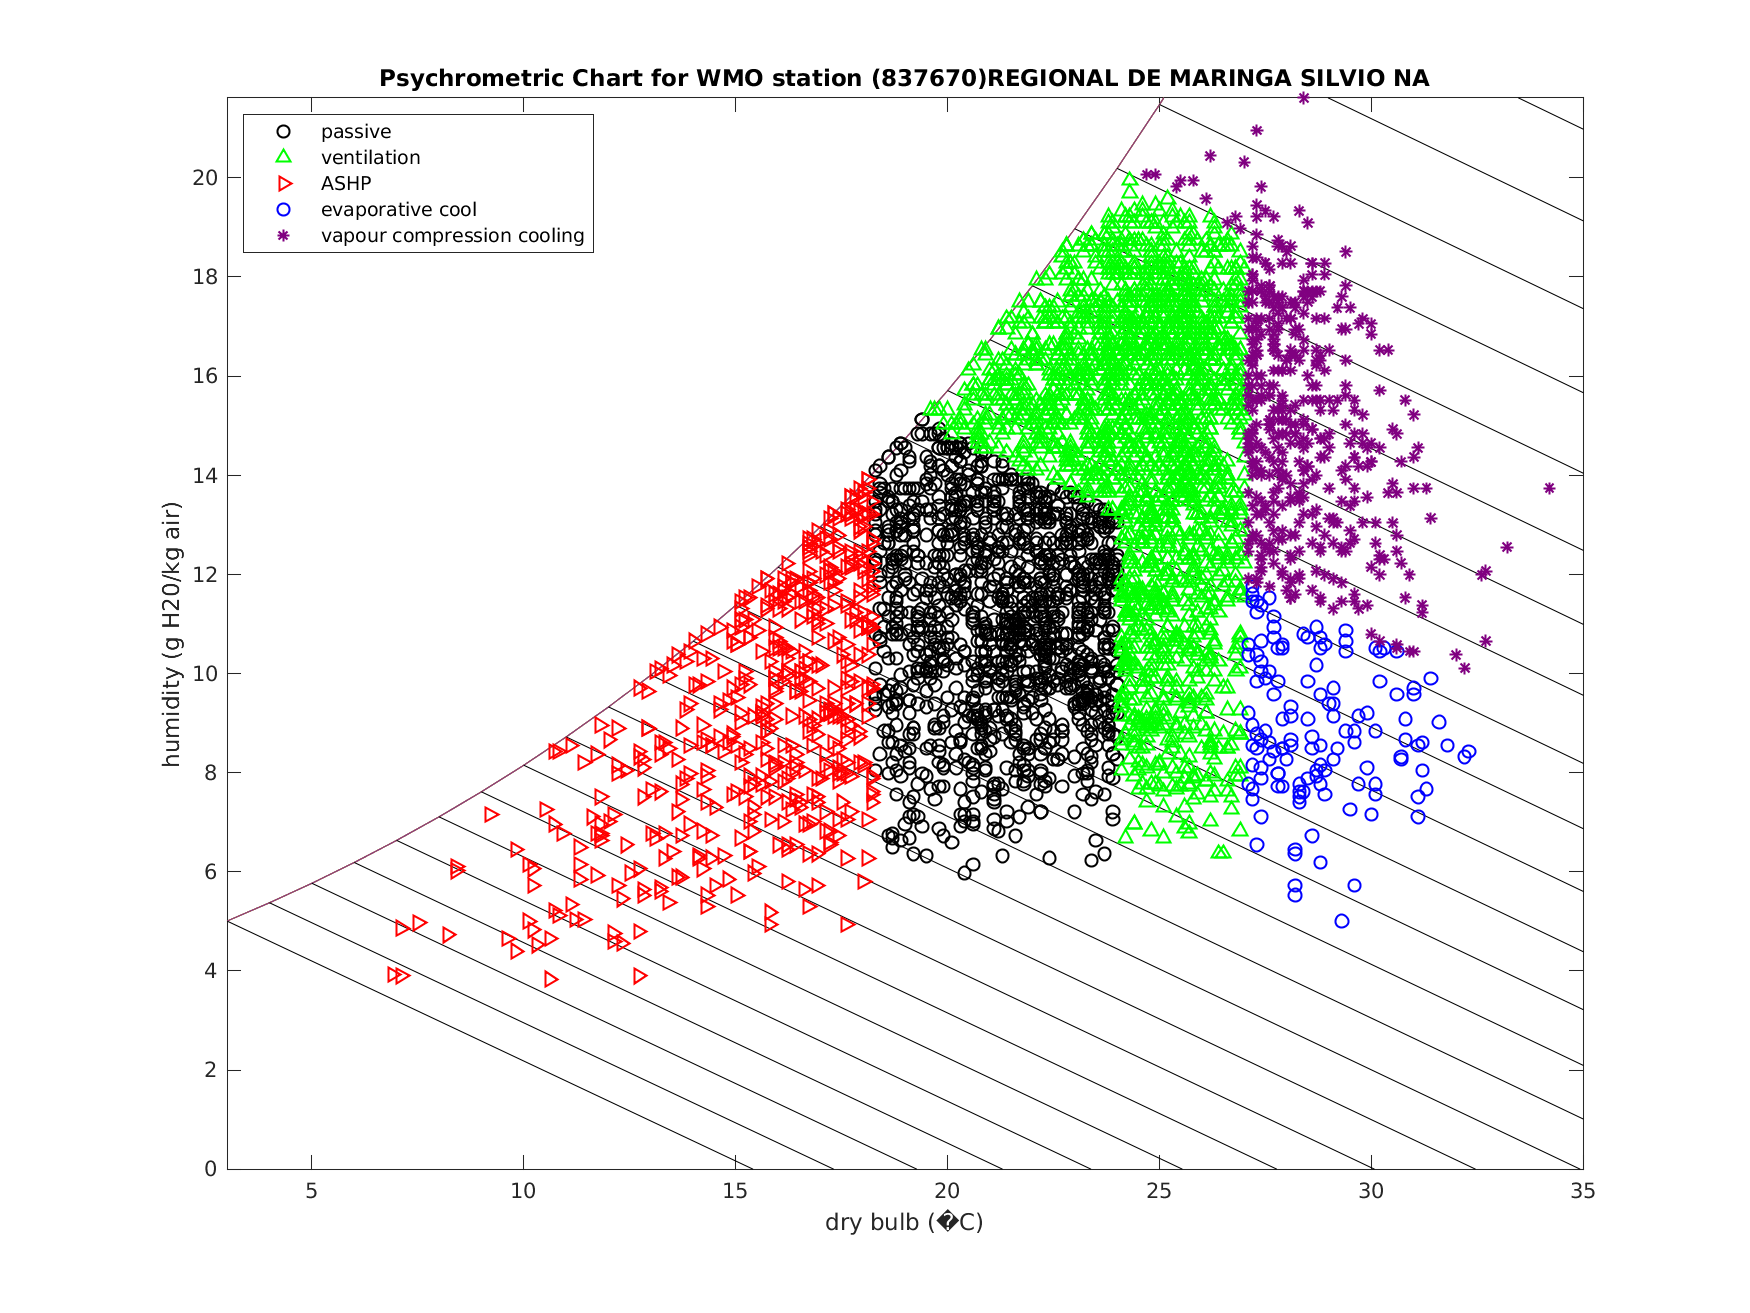 Psychrometric Chart for WMO station (837670)REGIONAL DE MARINGA SILVIO NA
passive
ventilation
ASHP
evaporative cool
vapour compression cooling
humidity (g H20/kg air)
20
18
16
14
12
10
8
6
4
2
0
5 10 15 20 25 30 35
dry bulb (�C)